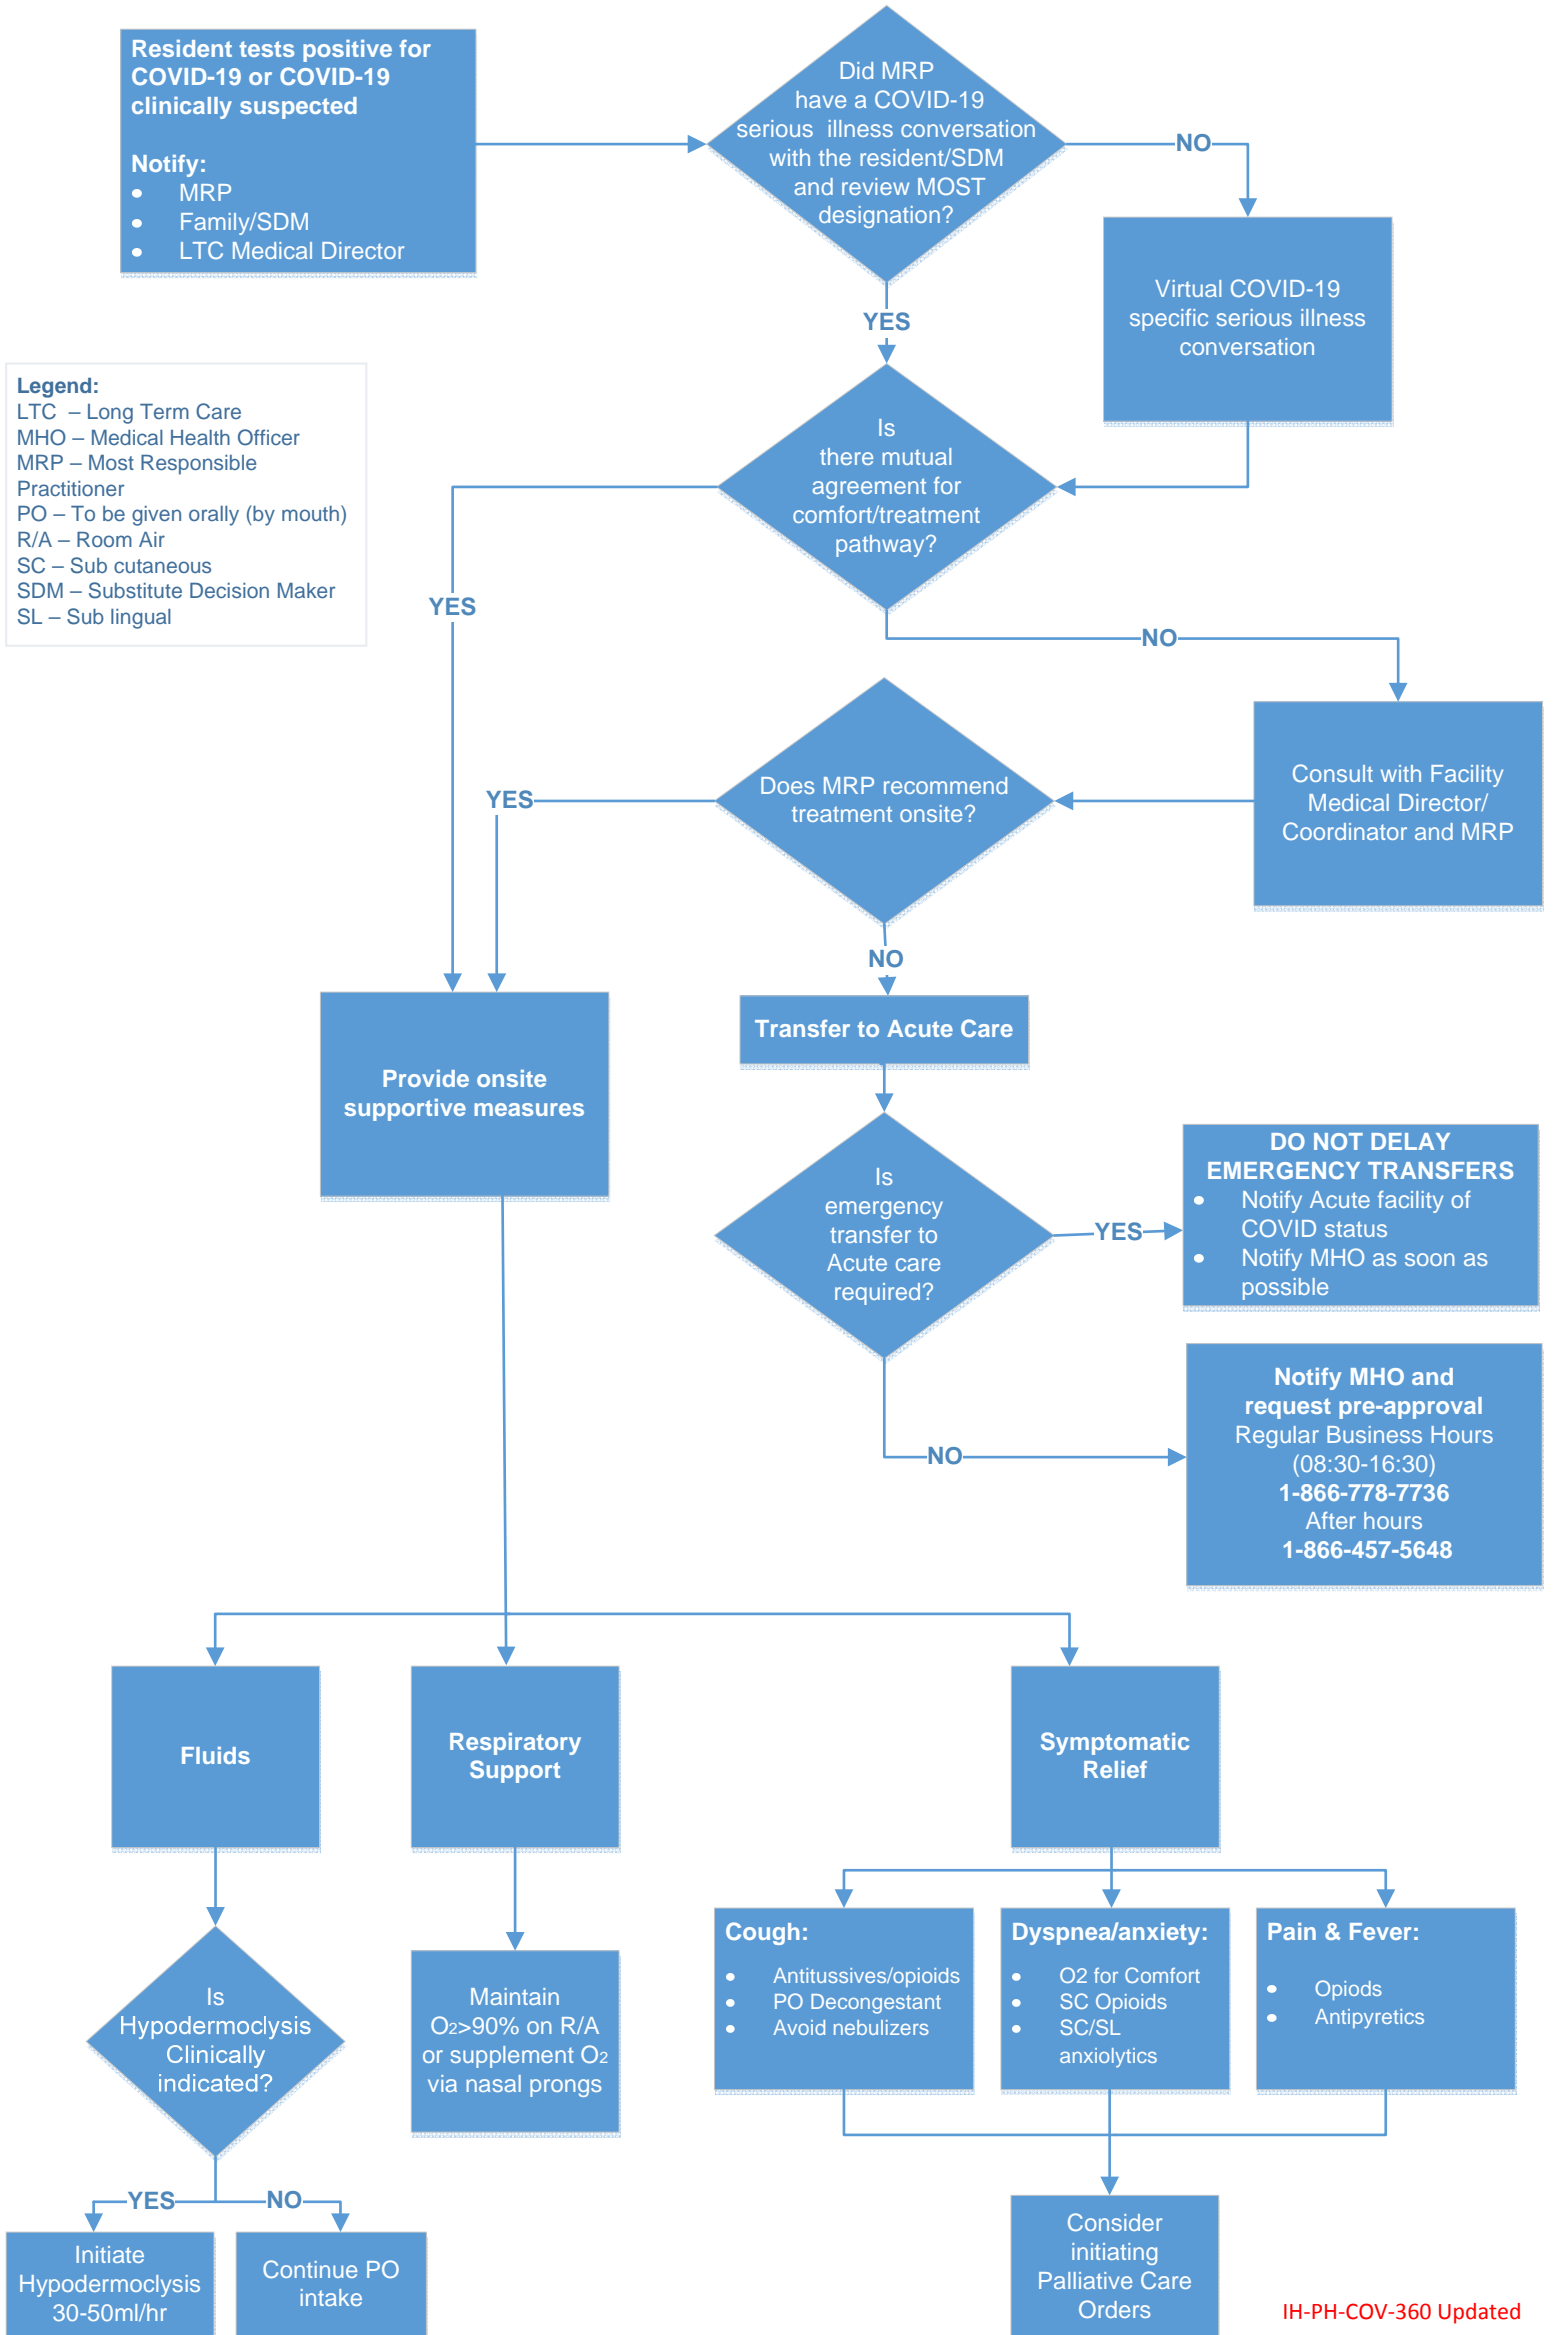 Resident tests positive for
COVID-19 or COVID-19
clinically suspected
Notify:
• MRP
• Family/SDM
• LTC Medical Director
Did MRP
have a COVID-19
serious illness conversation
with the resident/SDM
and review MOST
designation?
NO
YES
Virtual COVID-19
specific serious illness
conversation
Legend:
LTC – Long Term Care
MHO – Medical Health Officer
MRP – Most Responsible
Practitioner
PO – To be given orally (by mouth)
R/A – Room Air
SC – Sub cutaneous
SDM – Substitute Decision Maker
SL – Sub lingual
Is
there mutual
agreement for
comfort/treatment
pathway?
YES
NO
Consult with Facility
Medical Director/
Coordinator and MRP
Does MRP recommend
treatment onsite?
YES
NO
Provide onsite
supportive measures
Transfer to Acute Care
Is
emergency
transfer to
Acute care
required?
YES
DO NOT DELAY
EMERGENCY TRANSFERS
• Notify Acute facility of
COVID status
• Notify MHO as soon as
possible
NO
Notify MHO and
request pre-approval
Regular Business Hours
(08:30-16:30)
1-866-778-7736
After hours
1-866-457-5648
Fluids
Respiratory
Support
Symptomatic
Relief
Is
Hypodermoclysis
Clinically
indicated?
Maintain
O2>90% on R/A
or supplement O2
via nasal prongs
Cough:
• Antitussives/opioids
• PO Decongestant
• Avoid nebulizers
Dyspnea/anxiety:
• O2 for Comfort
• SC Opioids
• SC/SL
anxiolytics
Pain & Fever:
• Opiods
• Antipyretics
YES
NO
Initiate
Hypodermoclysis
30-50ml/hr
Continue PO
intake
Consider
initiating
Palliative Care
Orders
IH-PH-COV-360 Updated